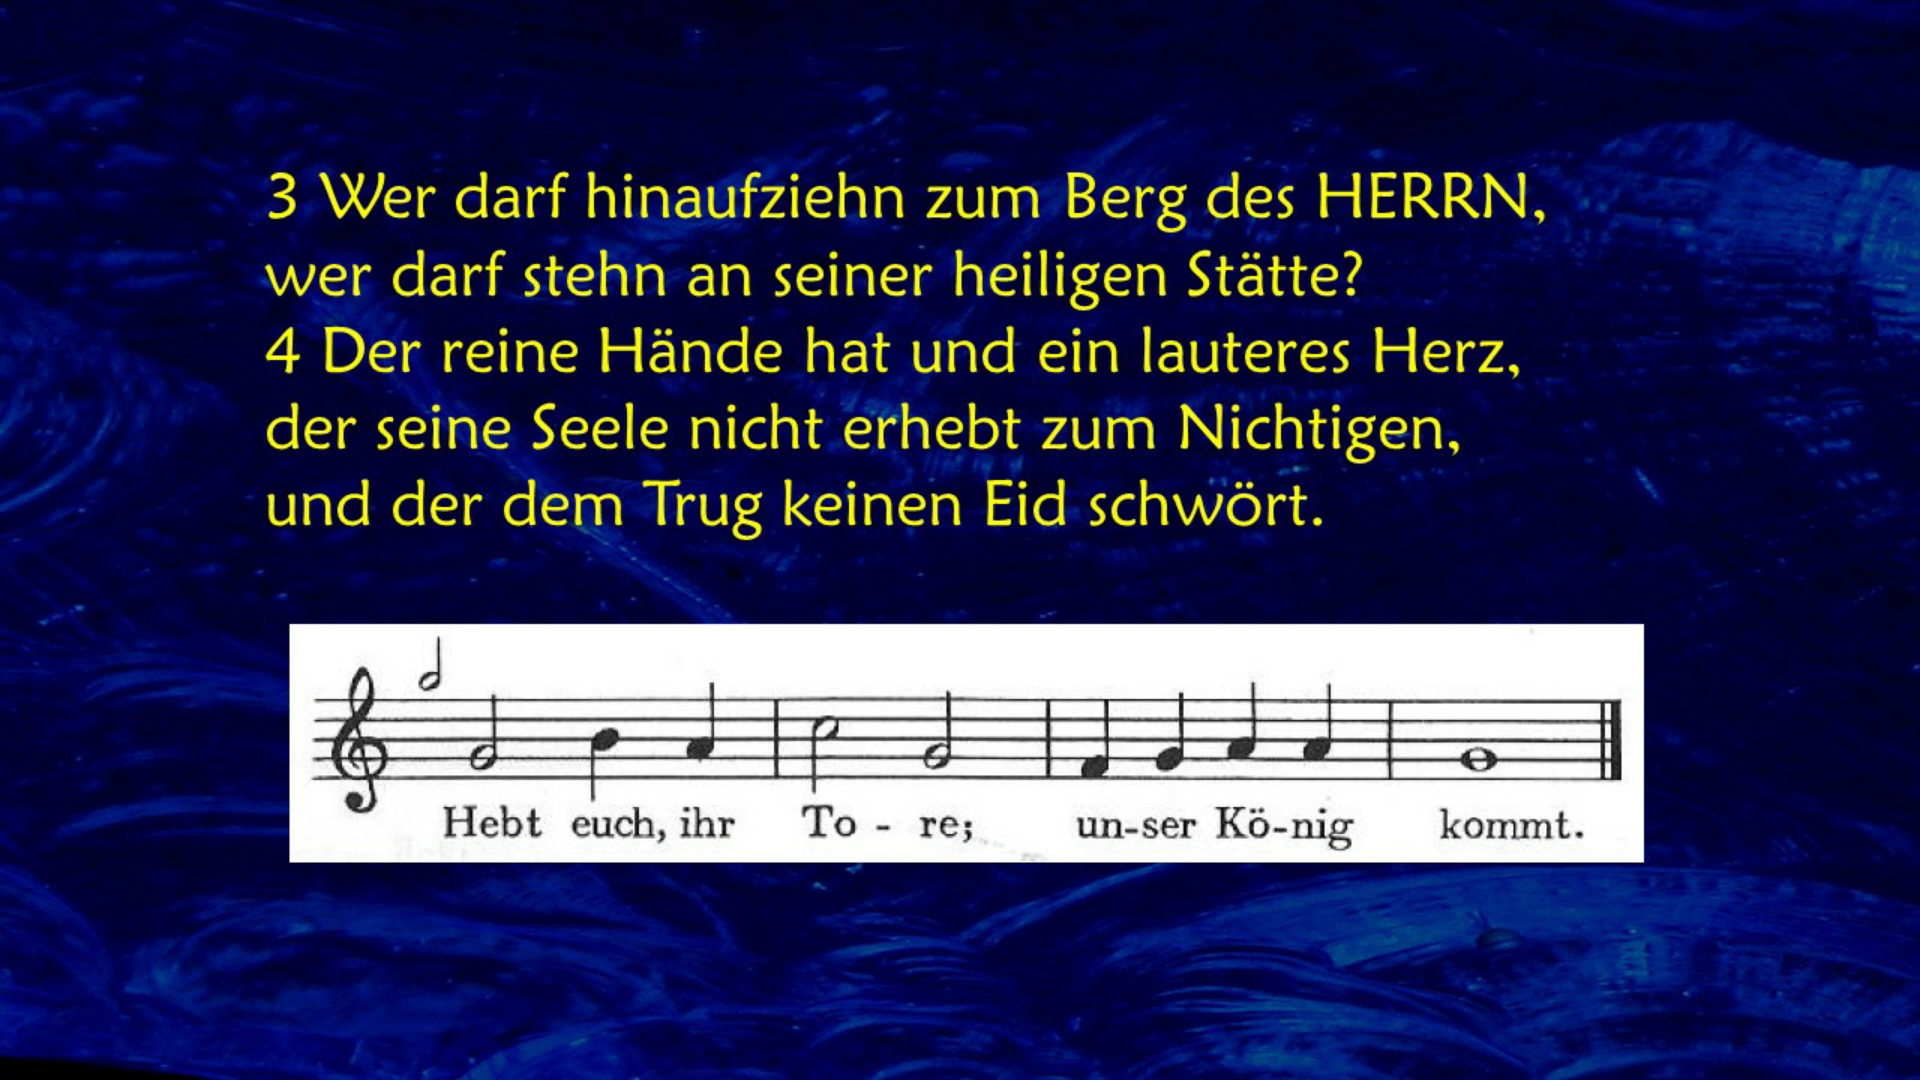 3 Wer darf hinaufziehn zum Berg des HERRN,
wer darf stehn an seiner heiligen Stätte?
4 Der reine Hände hat und ein lauteres Herz,
der seine Seele nicht erhebt zum Nichtigen,
und der dem Trug keinen Eid schwört.
Hebt euch, ihr To - re; un-ser Kö-nig kommt.